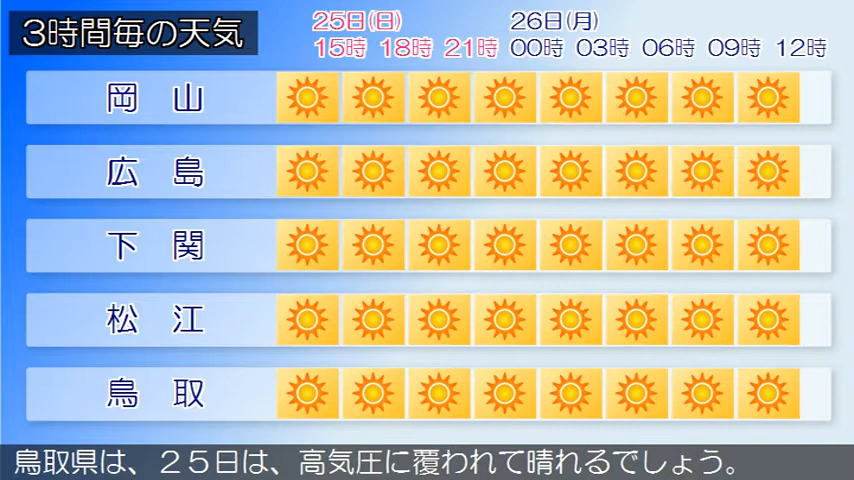 3時間毎の天気
25日(日) 26日(月)
15時 18時 21時 00時 03時 06時 09時 12時
岡 山
広 島
下 関
松 江
鳥 取
鳥取県は、２５日は、高気圧に覆われて晴れるでしょう。